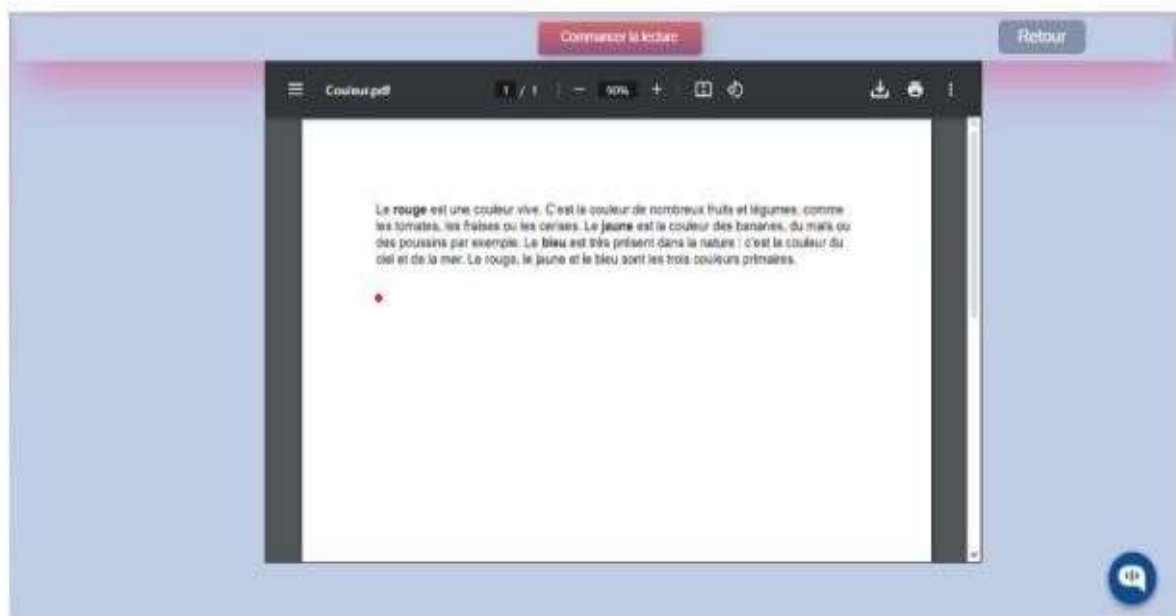 Commancer la lecture
Retour
Couleur.pdf 1 / 1 90%
Le rouge est une couleur vive. C'est la couleur de nombreux fruits et légumes, comme
les tomates, les fraises ou les cerises. Le jaune est la couleur des bananes, du maïs ou
des poussins par exemple. Le bleu est très présent dans la nature : c'est la couleur du
ciel et de la mer. Le rouge, le jaune et le bleu sont les trois couleurs primaires.